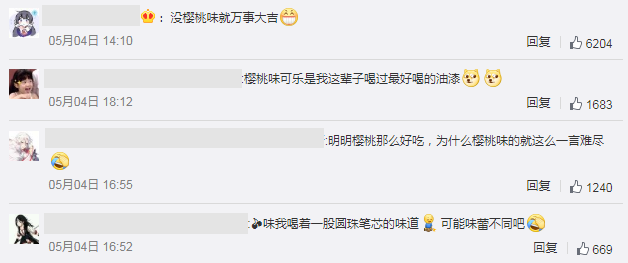 ：没樱桃味就万事大吉
05月04日 14:10
回复 6204
:樱桃味可乐是我这辈子喝过最好喝的油漆
05月04日 18:12
回复 1683
:明明樱桃那么好吃，为什么樱桃味的就这么一言难尽
05月04日 16:55
回复 1240
:味我喝着一股圆珠笔芯的味道 可能味蕾不同吧
05月04日 16:52
回复 669